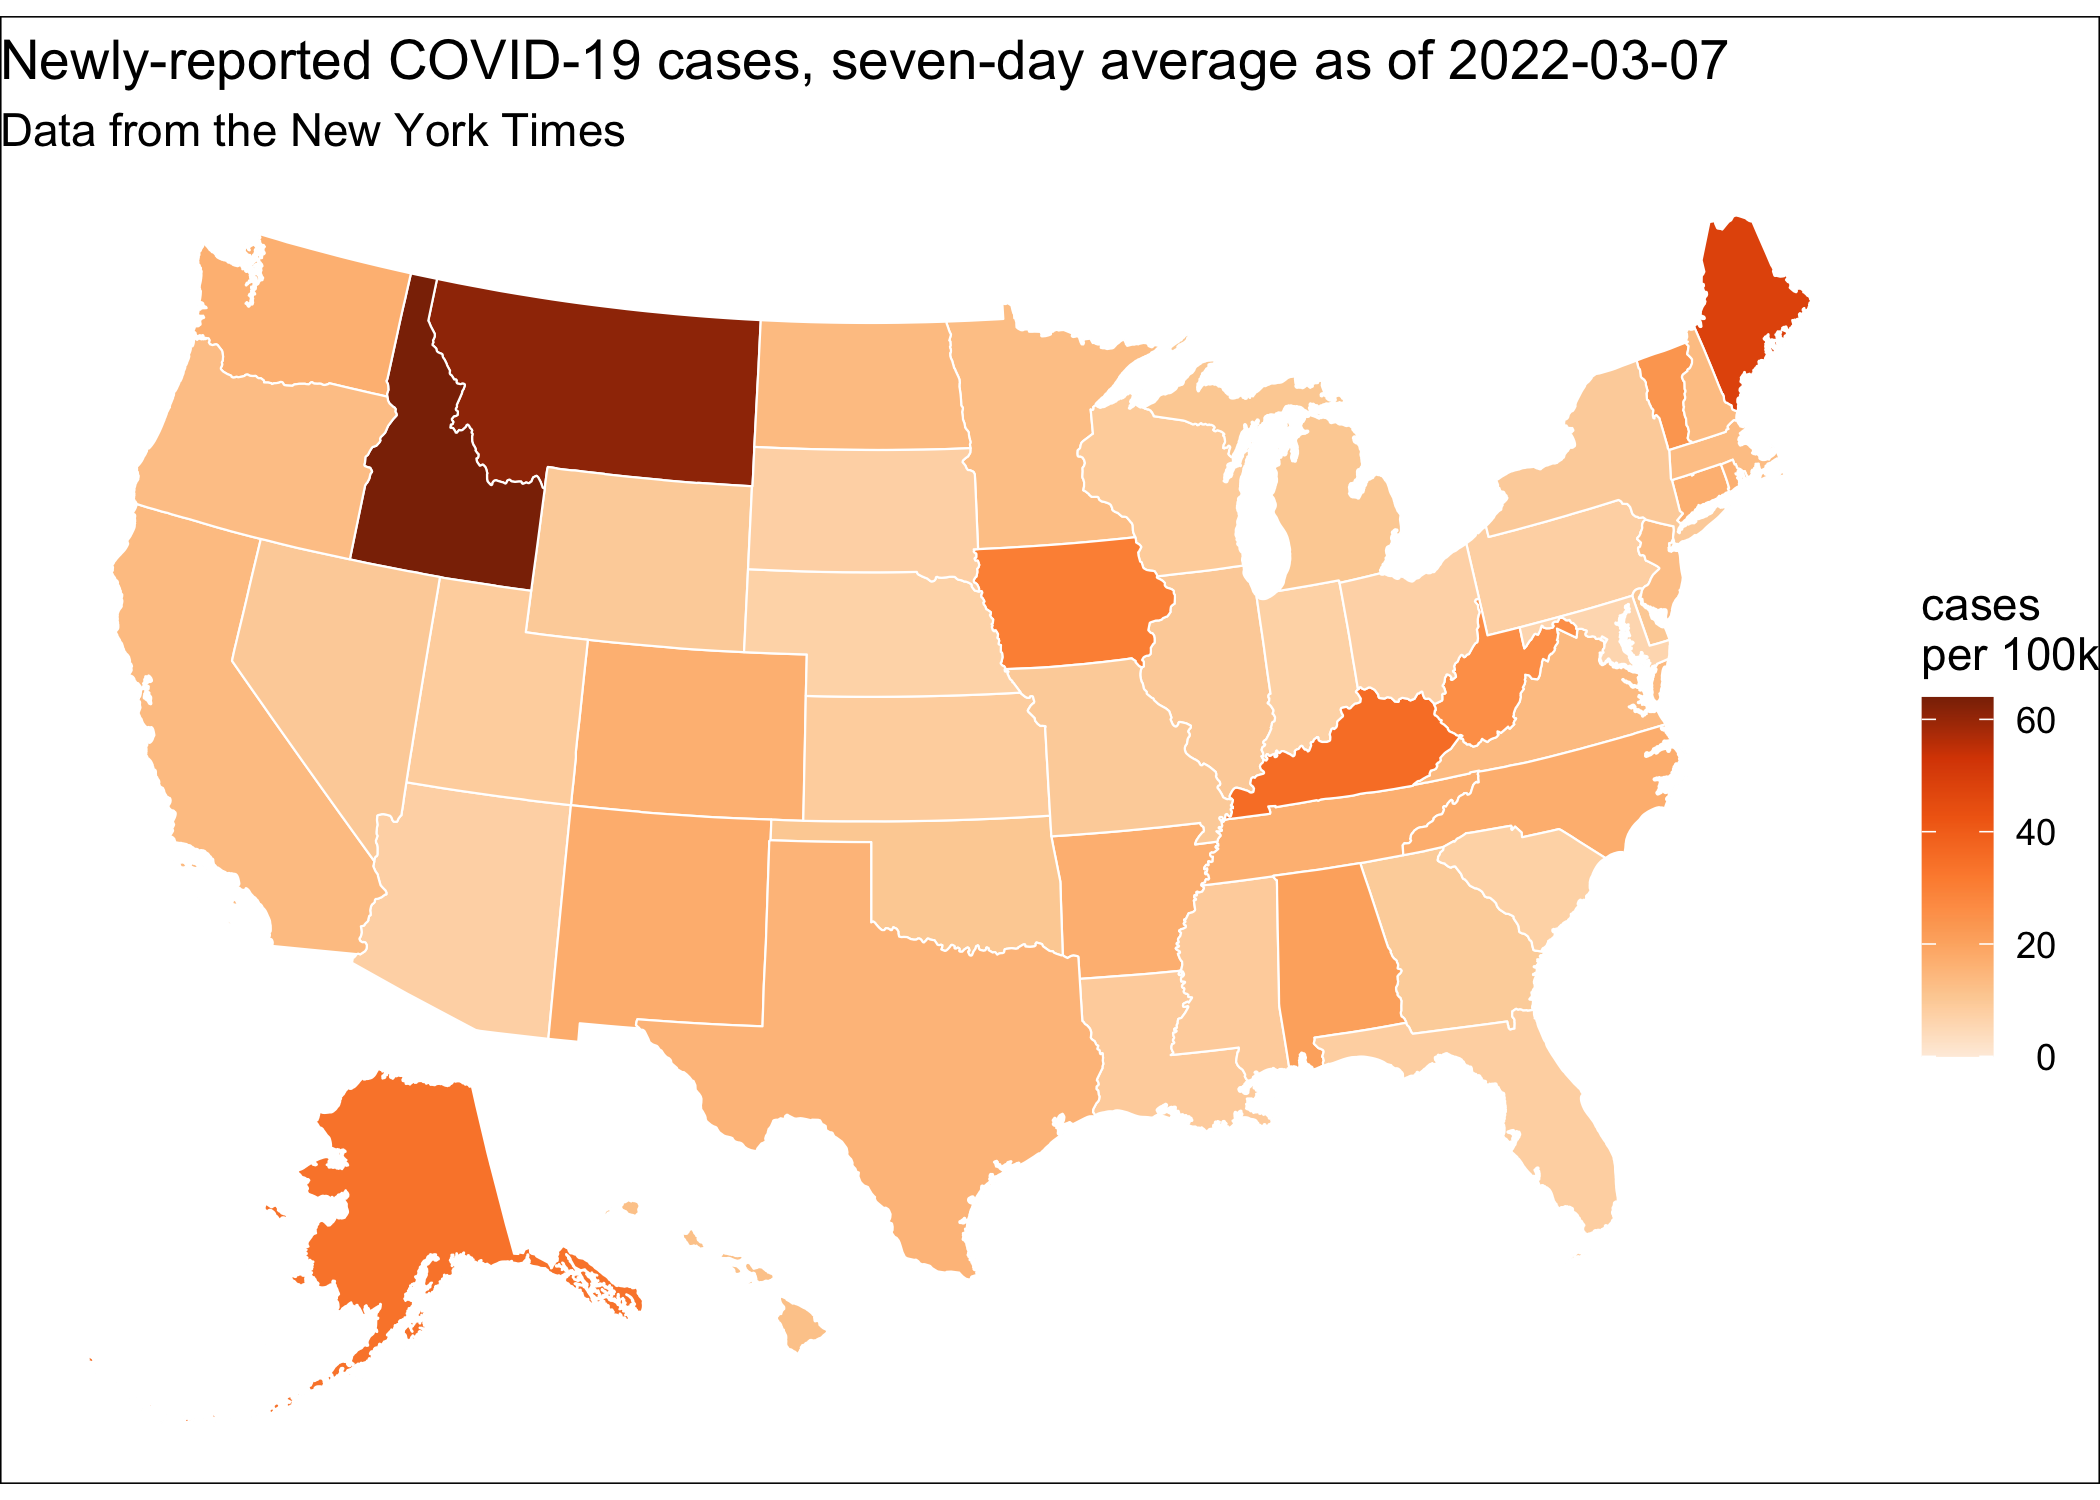 Newly-reported COVID-19 cases, seven-day average as of 2022-03-07
Data from the New York Times
cases
per 100k
60
40
20
0